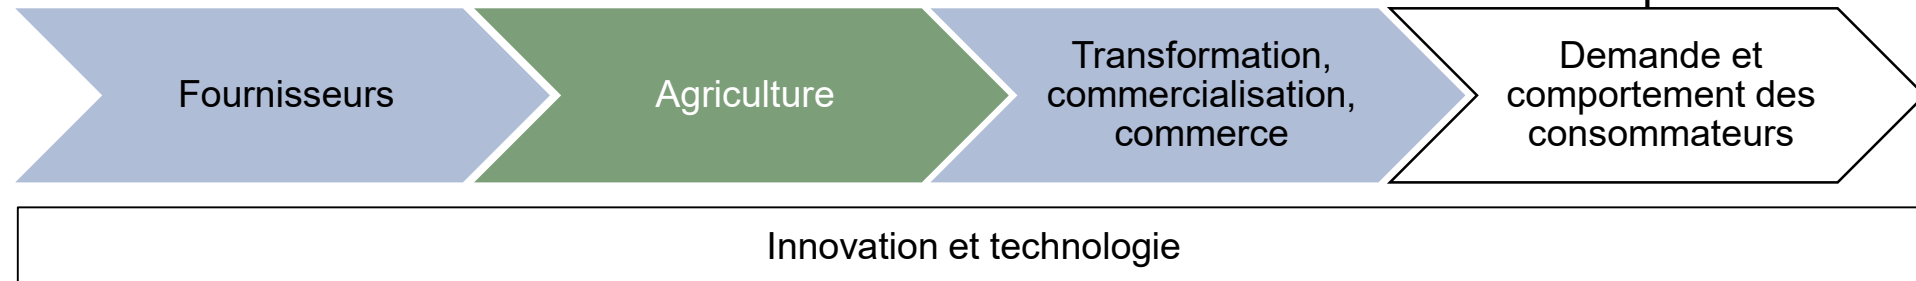 Fournisseurs
Agriculture
Transformation,
commercialisation,
commerce
Demande et
comportement des
consommateurs
Innovation et technologie